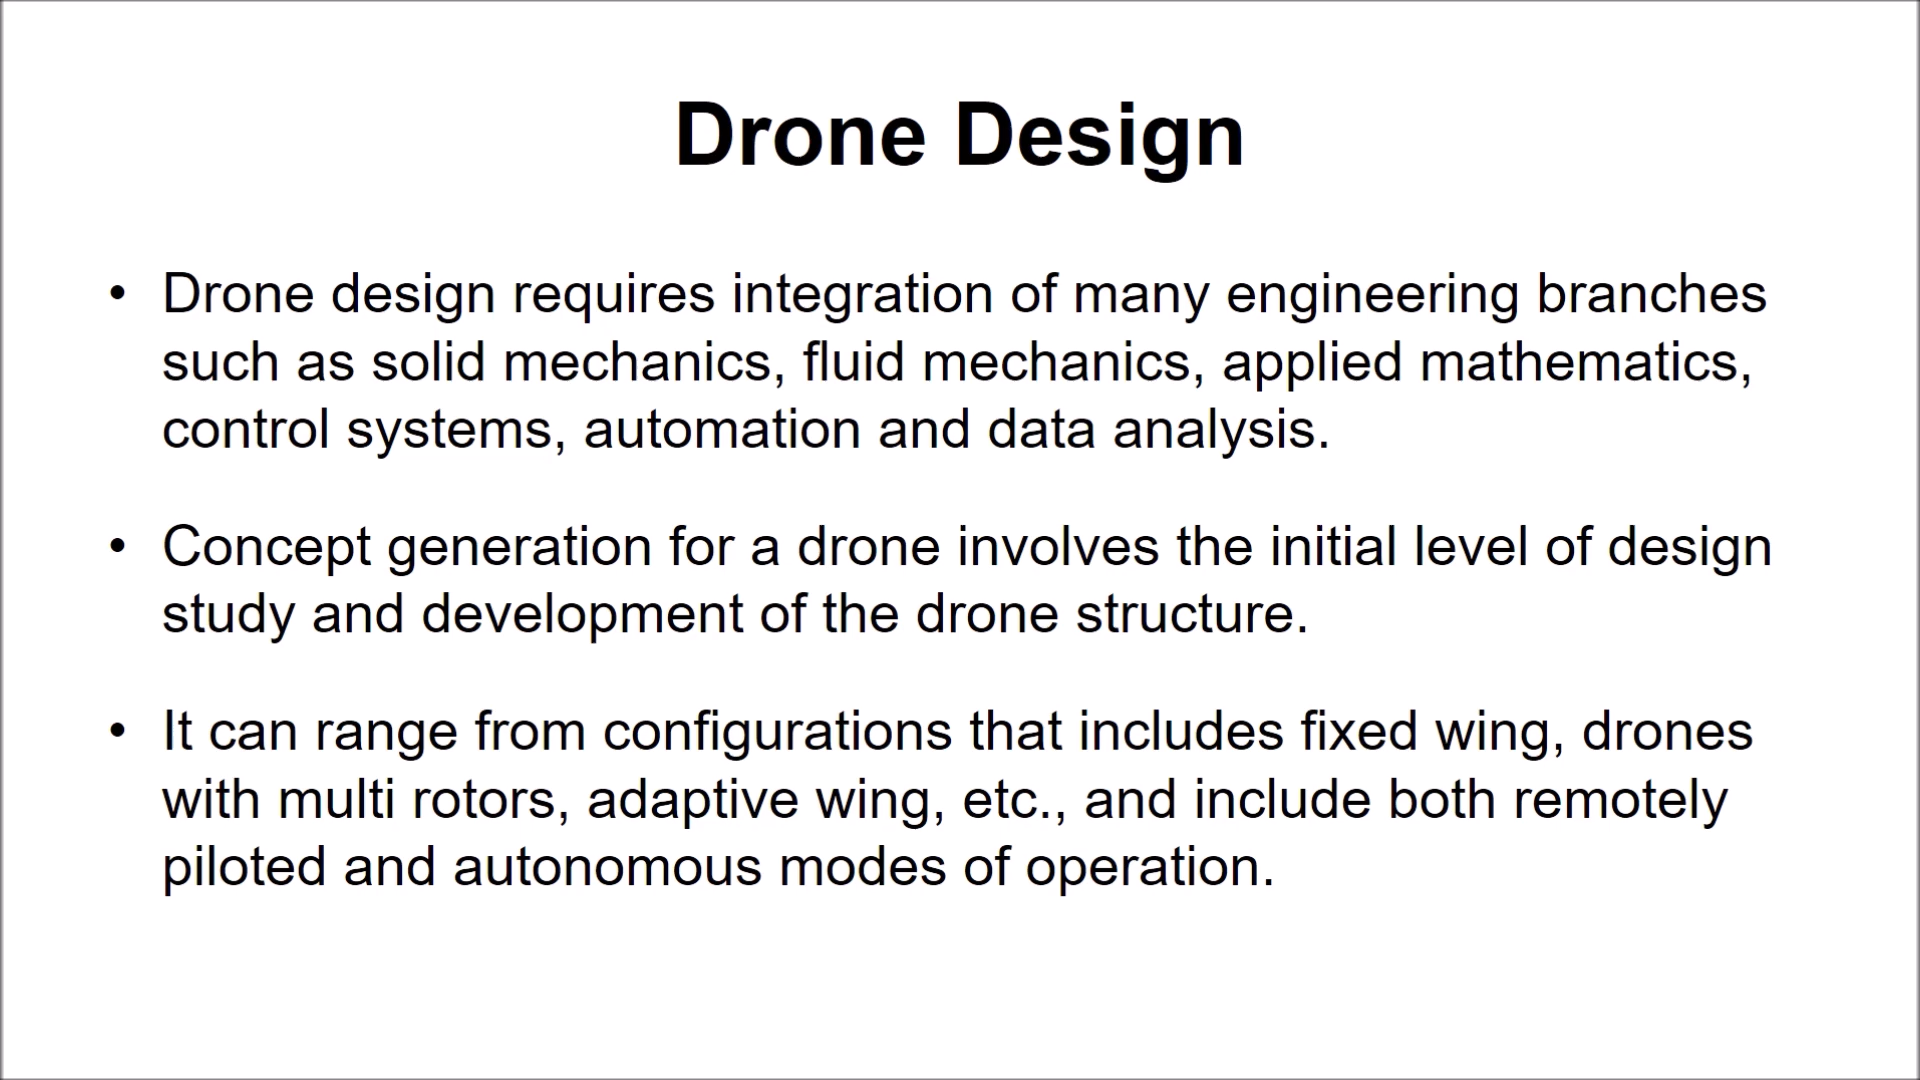 Drone Design
• Drone design requires integration of many engineering branches
such as solid mechanics, fluid mechanics, applied mathematics,
control systems, automation and data analysis.
• Concept generation for a drone involves the initial level of design
study and development of the drone structure.
• It can range from configurations that includes fixed wing, drones
with multi rotors, adaptive wing, etc., and include both remotely
piloted and autonomous modes of operation.